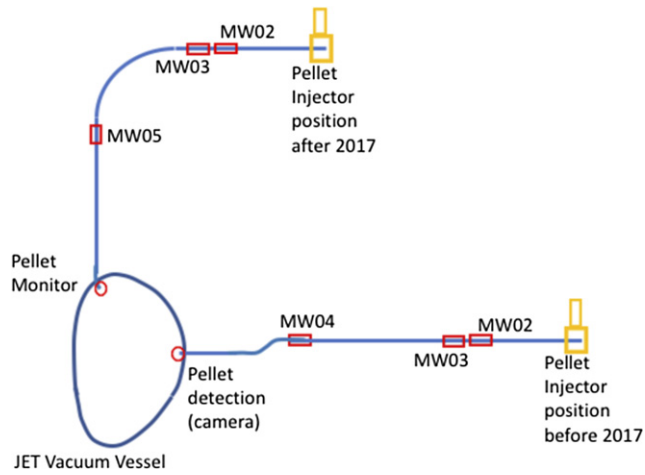 MW02
MW03
Pellet
Injector
position
after 2017
MW05
Pellet
Monitor
MW04
MW02
MW03
Pellet
detection
(camera)
Pellet
Injector
position
before 2017
JET Vacuum Vessel